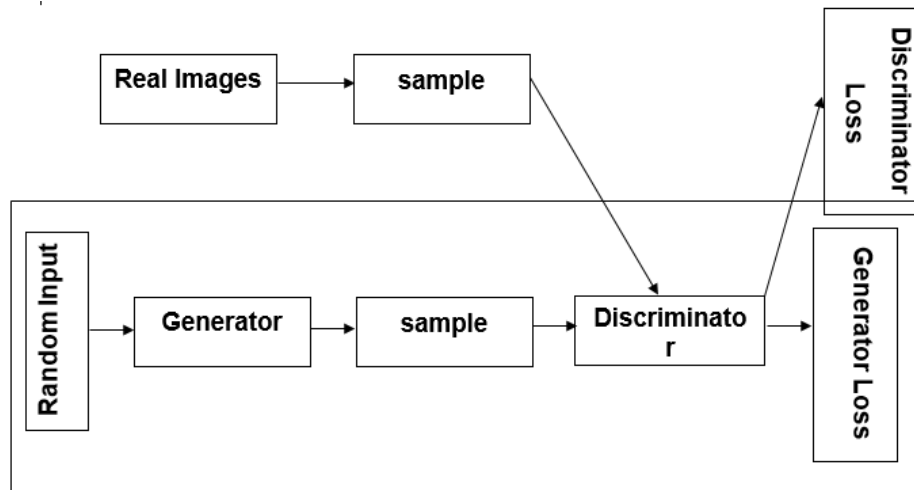 Real Images
sample
Discriminator
Loss
Random Input
Generator
sample
Discriminato
r
Generator Loss